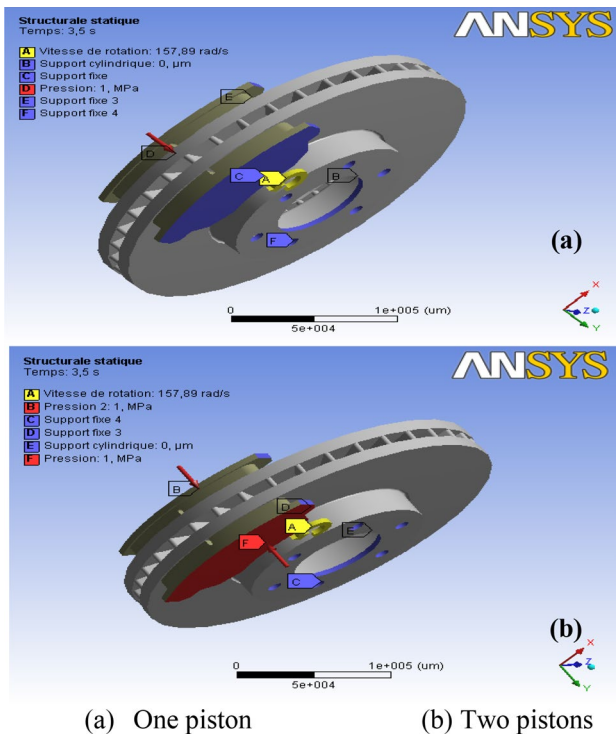 Structurale statique
Temps: 3,5 s
A Vitesse de rotation: 157,89 rad/s
B Support cylindrique: 0, µm
C Support fixe
D Pression: 1, MPa
E Support fixe 3
F Support fixe 4
ANSYS
E
D
C A B
F
(a)
0 1e+005 (um)
5e+004
X
Z
Y
Structurale statique
Temps: 3,5 s
A Vitesse de rotation: 157,89 rad/s
B Pression 2: 1, MPa
C Support fixe 4
D Support fixe 3
E Support cylindrique: 0, µm
F Pression: 1, MPa
ANSYS
B
D
A
E
F
C
(b)
0 1e+005 (um)
5e+004
X
Z
Y
(a) One piston (b) Two pistons